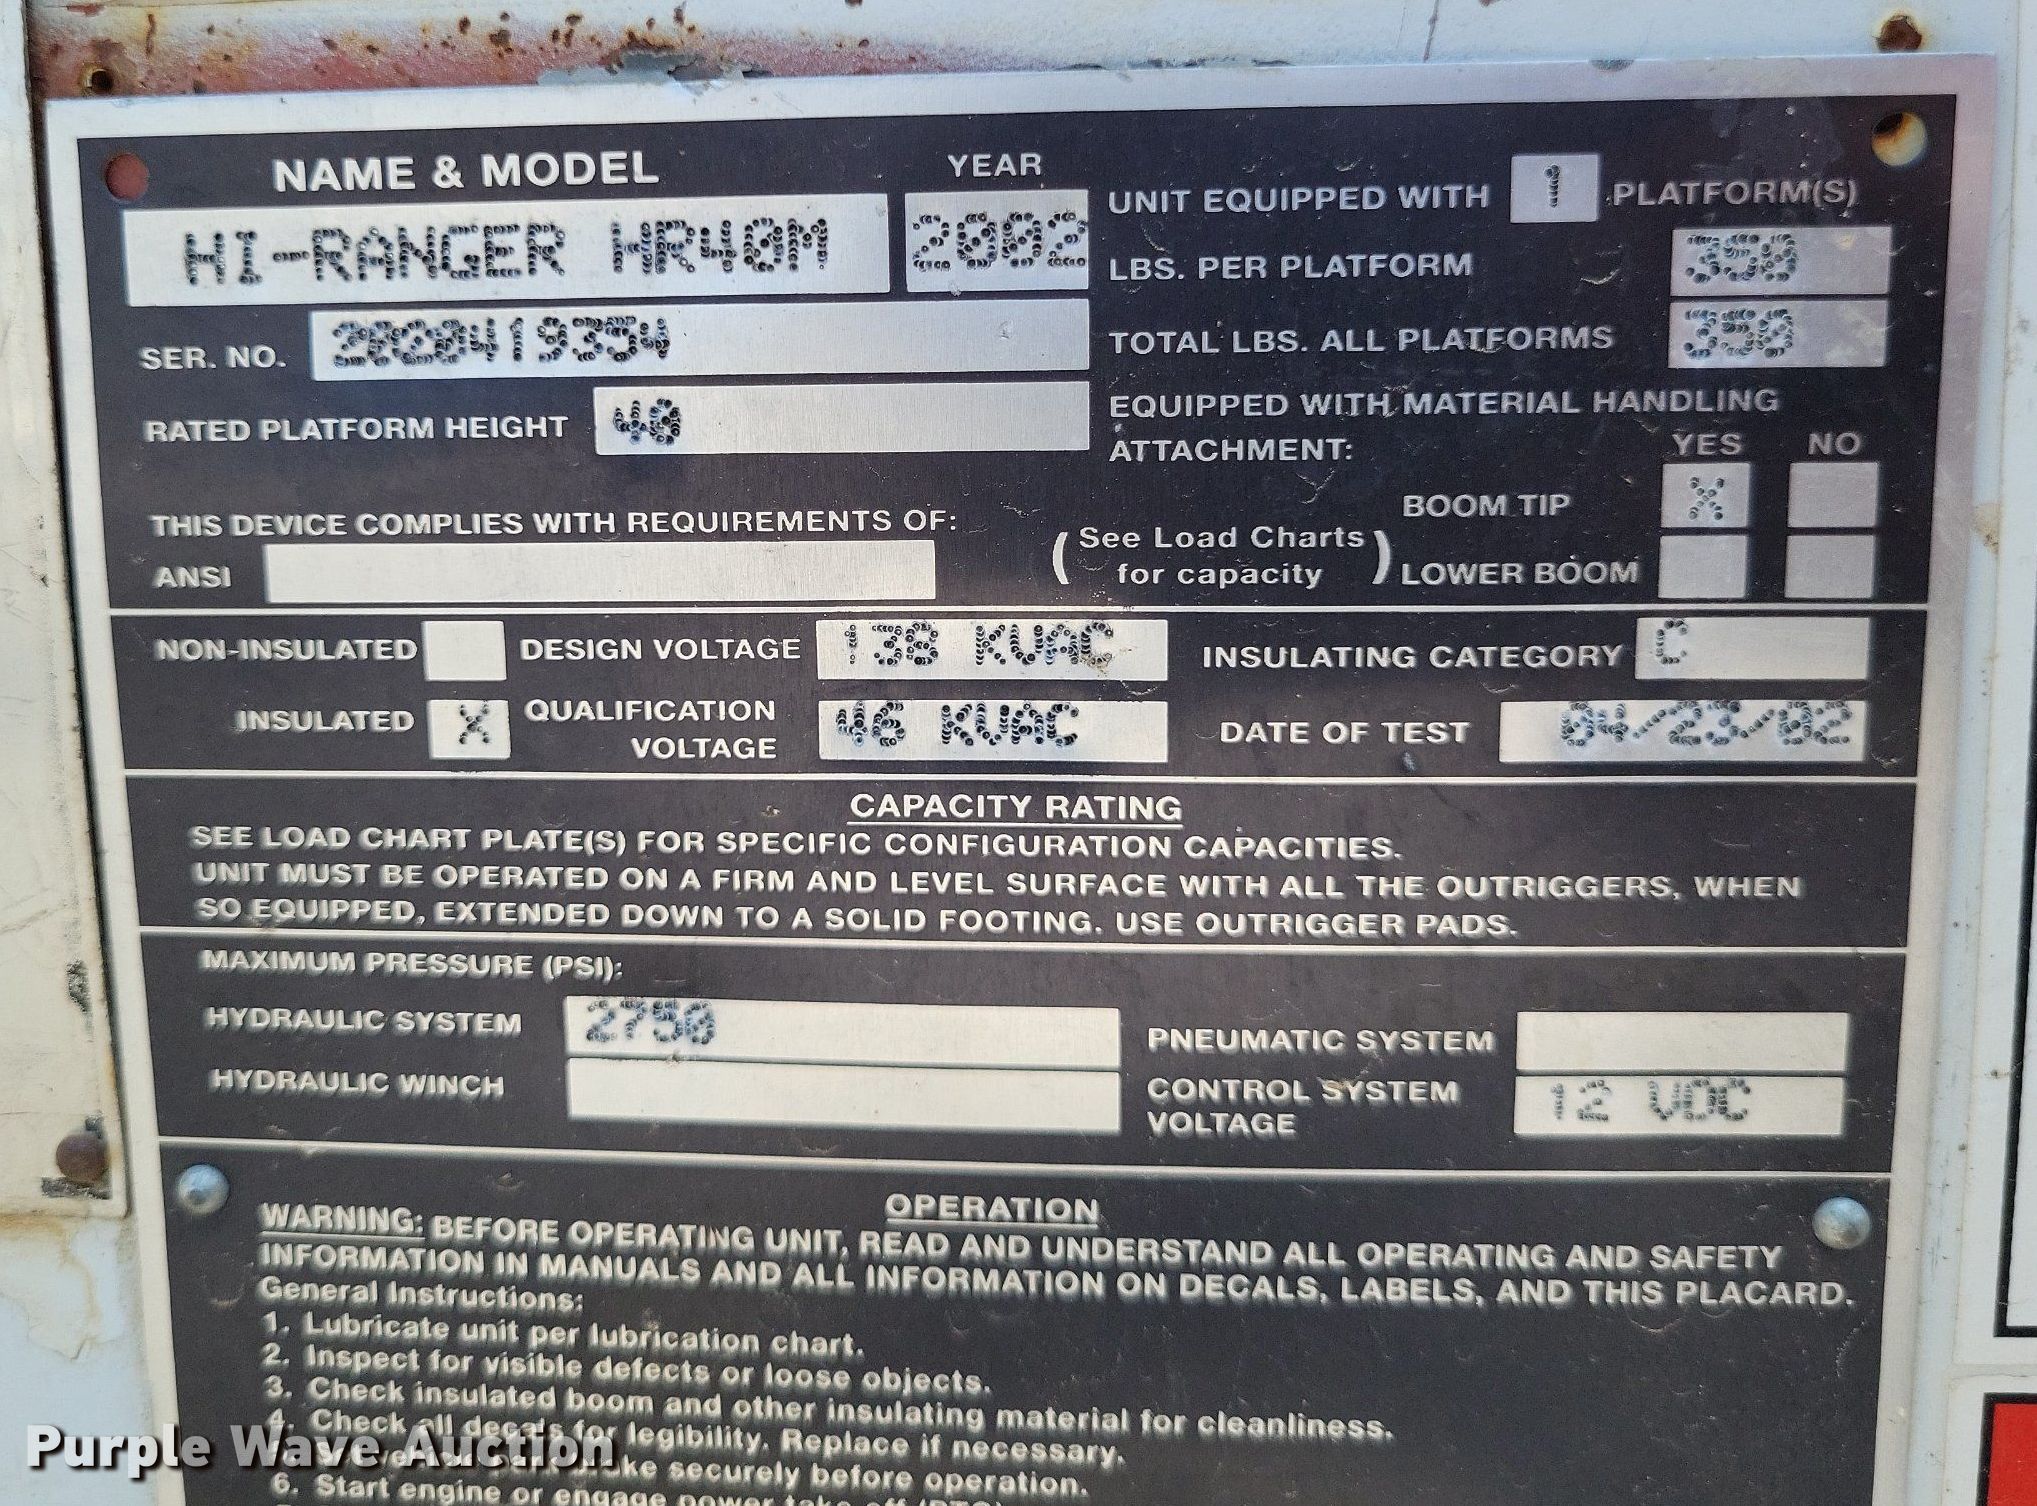 NAME & MODEL
YEAR
HI-RANGER HR40M
2002
UNIT EQUIPPED WITH 1 PLATFORM(S)
LBS. PER PLATFORM 350
SER. NO.
TOTAL LBS. ALL PLATFORMS 350
RATED PLATFORM HEIGHT 40
EQUIPPED WITH MATERIAL HANDLING
ATTACHMENT: YES NO
THIS DEVICE COMPLIES WITH REQUIREMENTS OF:
ANSI
(See Load Charts
for capacity)
BOOM TIP X
LOWER BOOM
NON-INSULATED DESIGN VOLTAGE 138 KVAC INSULATING CATEGORY C
INSULATED X QUALIFICATION
VOLTAGE 46 KVAC DATE OF TEST 04/23/02
CAPACITY RATING
SEE LOAD CHART PLATE(S) FOR SPECIFIC CONFIGURATION CAPACITIES.
UNIT MUST BE OPERATED ON A FIRM AND LEVEL SURFACE WITH ALL THE OUTRIGGERS, WHEN
SO EQUIPPED, EXTENDED DOWN TO A SOLID FOOTING. USE OUTRIGGER PADS.
MAXIMUM PRESSURE (PSI):
HYDRAULIC SYSTEM 2750
PNEUMATIC SYSTEM
HYDRAULIC WINCH
CONTROL SYSTEM
VOLTAGE 12 VDC
OPERATION
WARNING: BEFORE OPERATING UNIT, READ AND UNDERSTAND ALL OPERATING AND SAFETY
INFORMATION IN MANUALS AND ALL INFORMATION ON DECALS, LABELS, AND THIS PLACARD.
General Instructions:
1. Lubricate unit per lubrication chart.
2. Inspect for visible defects or loose objects.
3. Check insulated boom and other insulating material for cleanliness.
4. Check all decals for legibility. Replace if necessary.
securely before operation.
6. Start engine or engage power
Purple Wave Auction